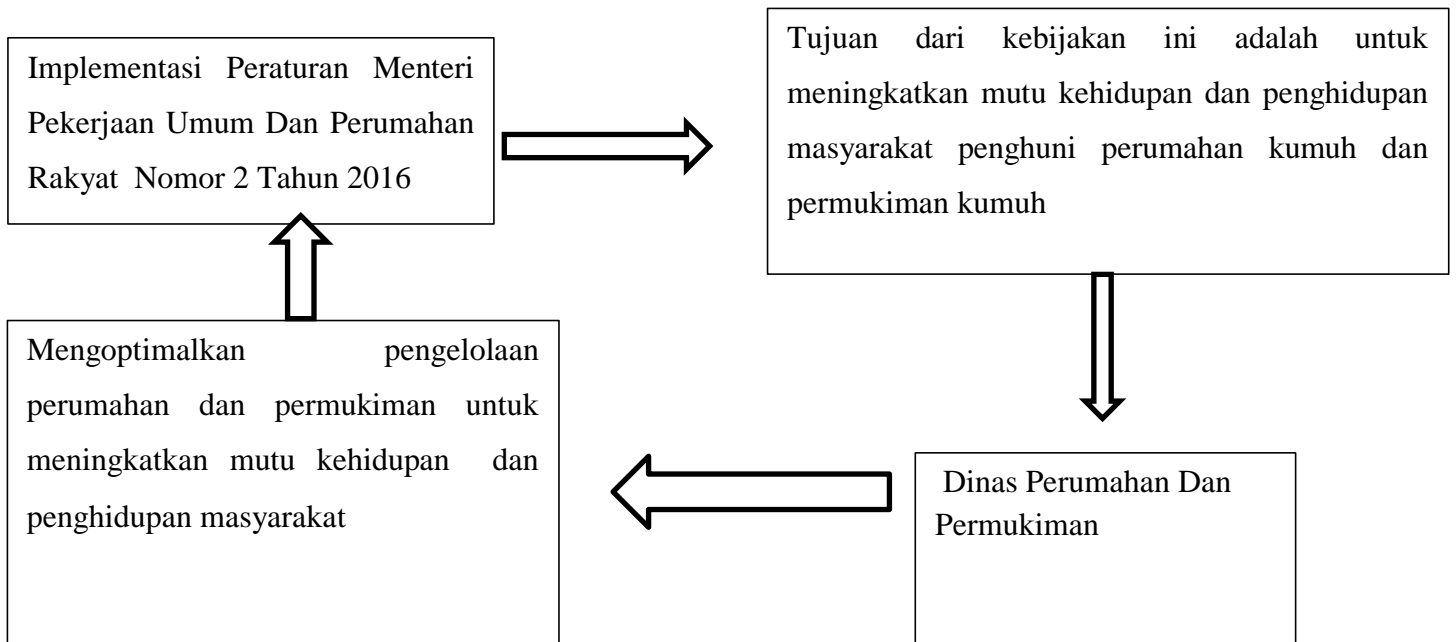 Implementasi Peraturan Menteri
Pekerjaan Umum Dan Perumahan
Rakyat Nomor 2 Tahun 2016
Tujuan dari kebijakan ini adalah untuk
meningkatkan mutu kehidupan dan penghidupan
masyarakat penghuni perumahan kumuh dan
permukiman kumuh
Dinas Perumahan Dan
Permukiman
Mengoptimalkan pengelolaan
perumahan dan permukiman untuk
meningkatkan mutu kehidupan dan
penghidupan masyarakat